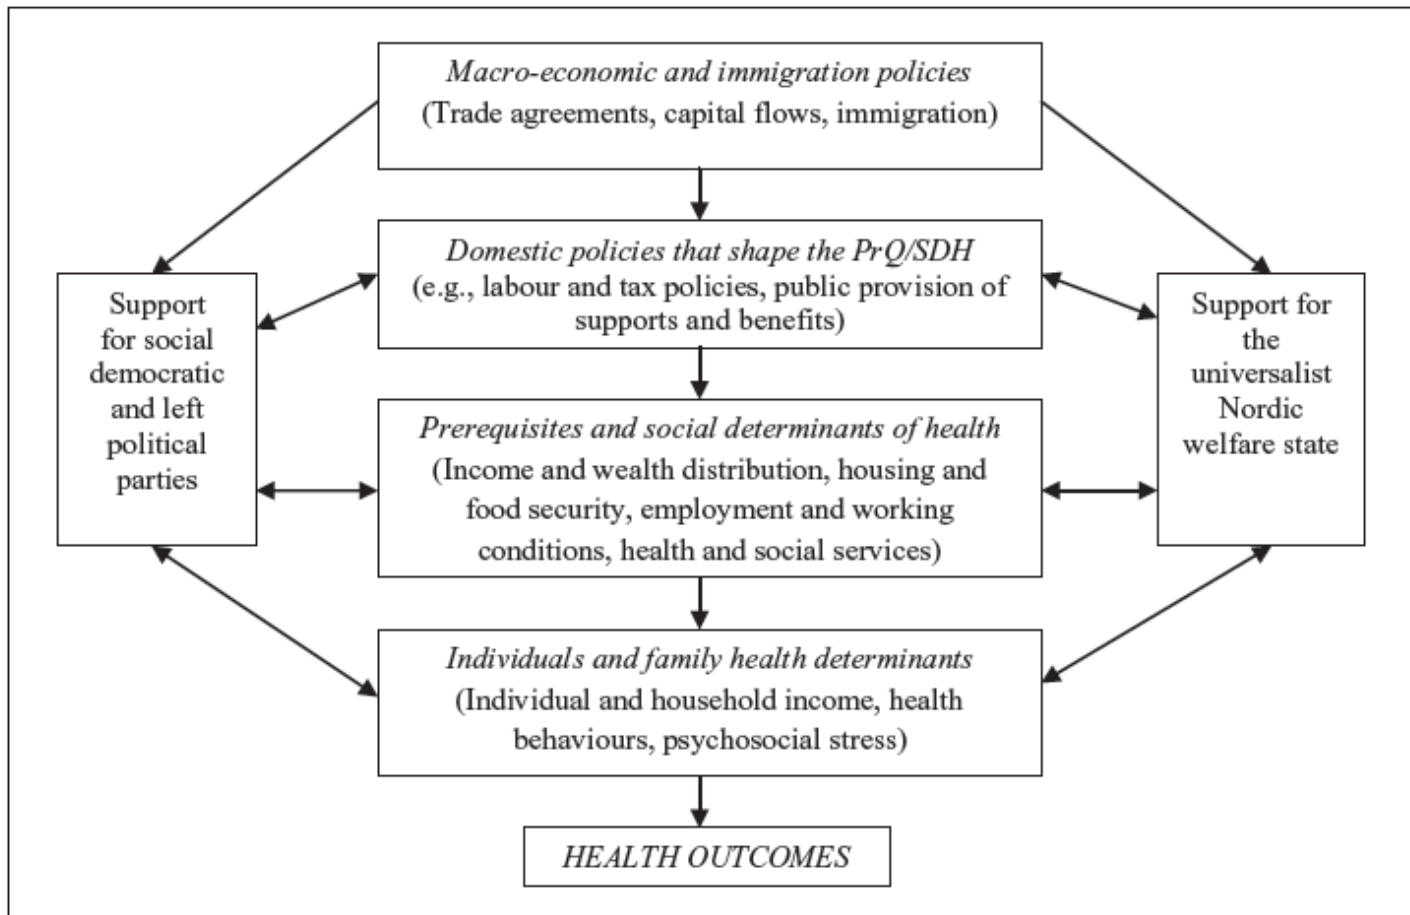 Macro-economic and immigration policies
(Trade agreements, capital flows, immigration)
Domestic policies that shape the PrQ/SDH
(e.g., labour and tax policies, public provision of
supports and benefits)
Support
for social
democratic
and left
political
parties
Support for
the
universalist
Nordic
welfare state
Prerequisites and social determinants of health
(Income and wealth distribution, housing and
food security, employment and working
conditions, health and social services)
Individuals and family health determinants
(Individual and household income, health
behaviours, psychosocial stress)
HEALTH OUTCOMES